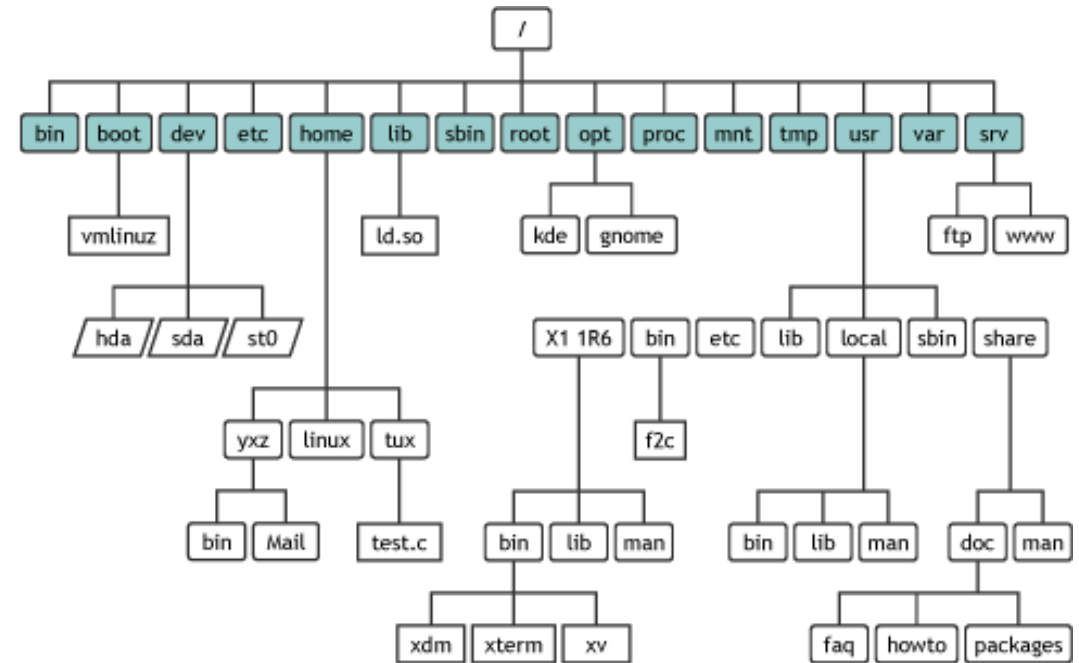 /
bin boot dev etc home lib sbin root opt proc mnt tmp usr var srv
vmlinuz ld.so kde gnome ftp www
hda sda st0 X1 1R6 bin etc lib local sbin share
yxz linux tux f2c
bin Mail test.c bin lib man bin lib man doc man
xdm xterm xv faq howto packages